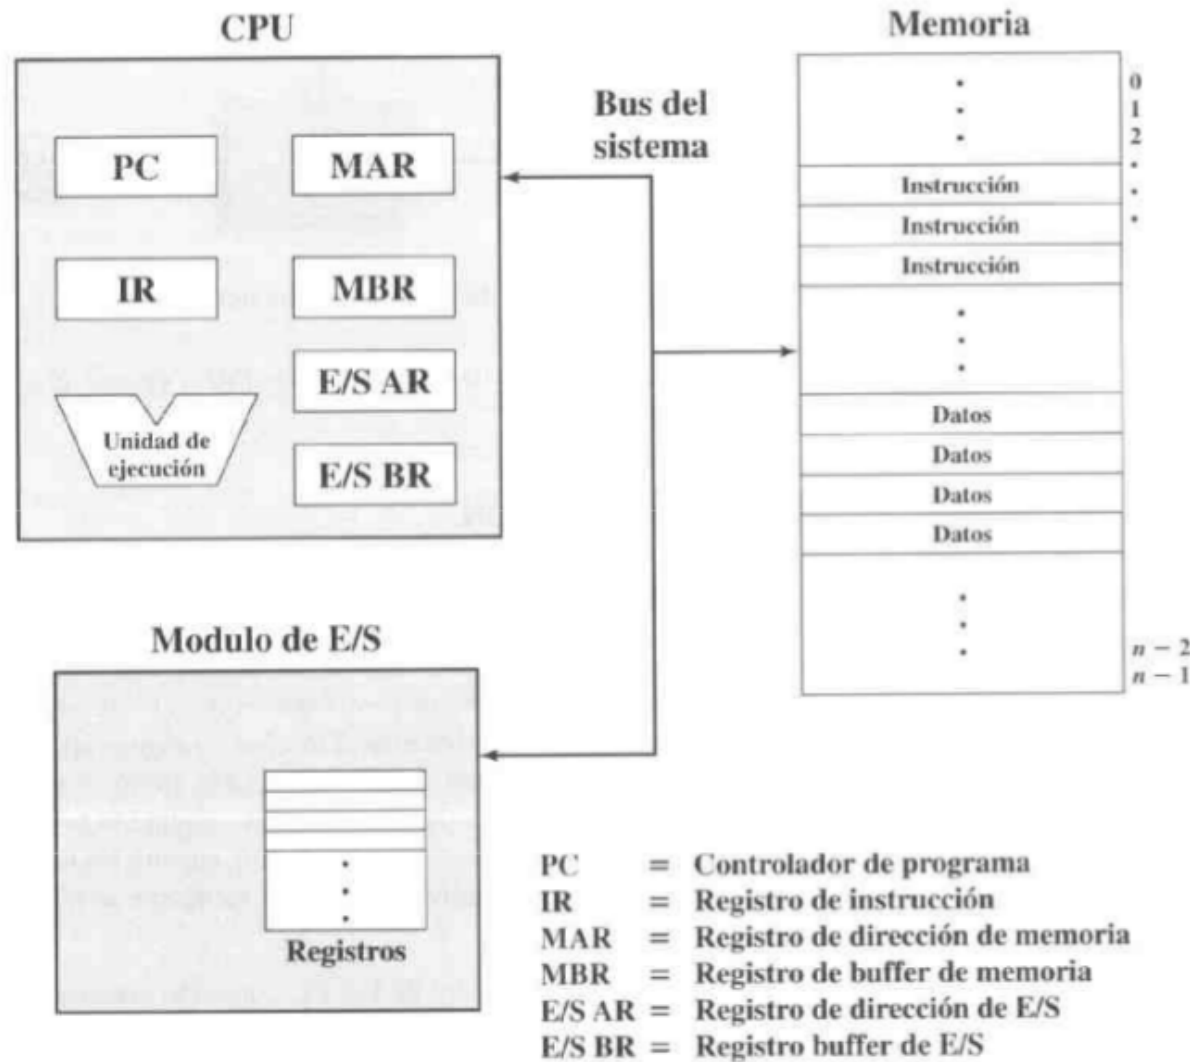 CPU
PC
MAR
IR
MBR
E/S AR
Unidad de
ejecución
E/S BR
Bus del
sistema
Memoria
0
1
2
Instrucción
Instrucción
Instrucción
Datos
Datos
Datos
Datos
n – 2
n – 1
Modulo de E/S
Registros
PC = Controlador de programa
IR = Registro de instrucción
MAR = Registro de dirección de memoria
MBR = Registro de buffer de memoria
E/S AR = Registro de dirección de E/S
E/S BR = Registro buffer de E/S